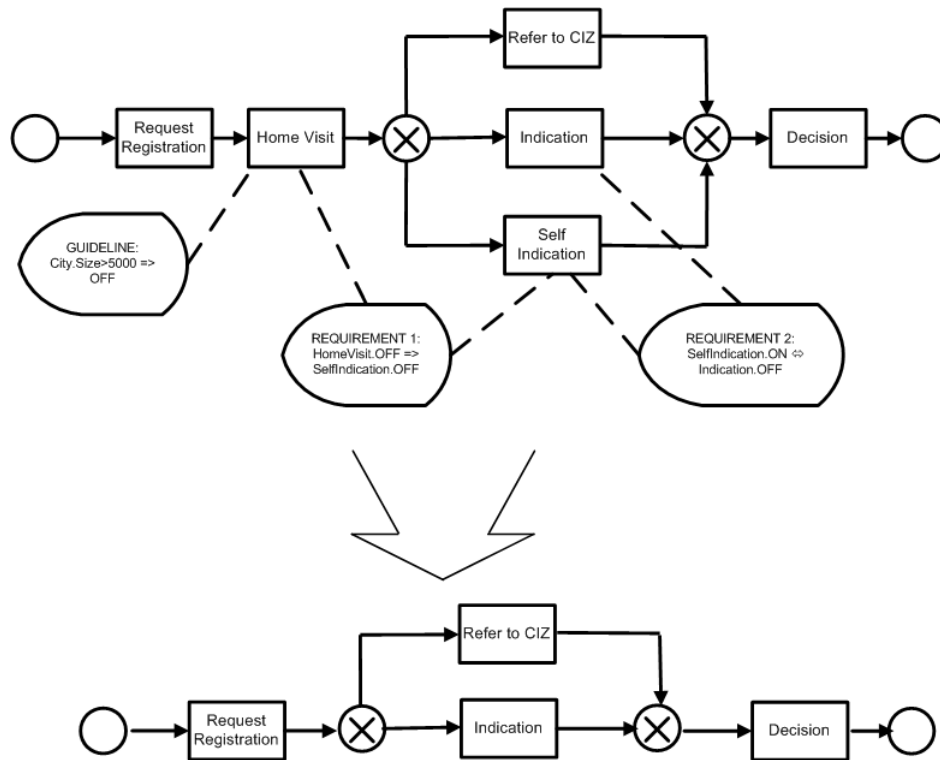 Refer to CIZ
Request
Registration
Home Visit
Indication
Decision
Self
Indication
GUIDELINE:
City.Size>5000 =>
OFF
REQUIREMENT 1:
HomeVisit.OFF =>
SelfIndication.OFF
REQUIREMENT 2:
SelfIndication.ON ⇔
Indication.OFF
Refer to CIZ
Request
Registration
Indication
Decision